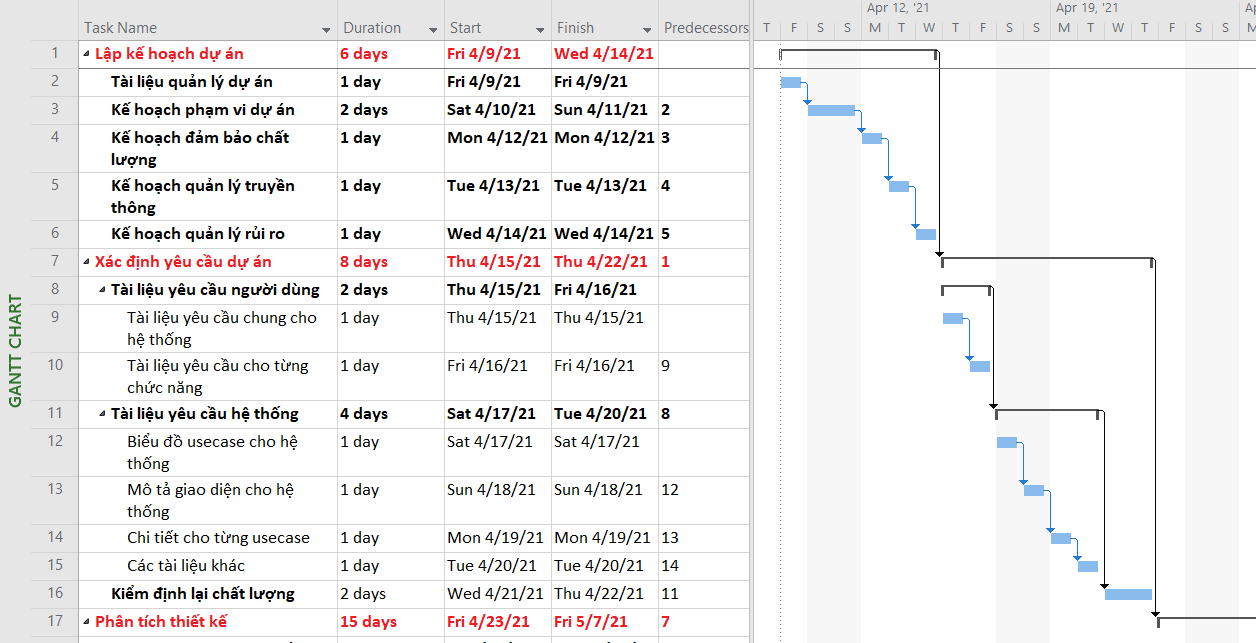 Apr 12, '21 Apr 19, '21
Task Name Duration Start Finish Predecessors T F S S M T W T F S S M T W T F S S
1 Lập kế hoạch dự án 6 days Fri 4/9/21 Wed 4/14/21
2 Tài liệu quản lý dự án 1 day Fri 4/9/21 Fri 4/9/21
3 Kế hoạch phạm vi dự án 2 days Sat 4/10/21 Sun 4/11/21 2
4 Kế hoạch đảm bảo chất 1 day Mon 4/12/21 Mon 4/12/21 3
lượng
5 Kế hoạch quản lý truyền 1 day Tue 4/13/21 Tue 4/13/21 4
thông
6 Kế hoạch quản lý rủi ro 1 day Wed 4/14/21 Wed 4/14/21 5
7 Xác định yêu cầu dự án 8 days Thu 4/15/21 Thu 4/22/21 1
8 Tài liệu yêu cầu người dùng 2 days Thu 4/15/21 Fri 4/16/21
9 Tài liệu yêu cầu chung cho 1 day Thu 4/15/21 Thu 4/15/21
hệ thống
10 Tài liệu yêu cầu cho từng 1 day Fri 4/16/21 Fri 4/16/21 9
chức năng
11 Tài liệu yêu cầu hệ thống 4 days Sat 4/17/21 Tue 4/20/21 8
12 Biểu đồ usecase cho hệ 1 day Sat 4/17/21 Sat 4/17/21
thống
13 Mô tả giao diện cho hệ 1 day Sun 4/18/21 Sun 4/18/21 12
thống
14 Chi tiết cho từng usecase 1 day Mon 4/19/21 Mon 4/19/21 13
15 Các tài liệu khác 1 day Tue 4/20/21 Tue 4/20/21 14
16 Kiểm định lại chất lượng 2 days Wed 4/21/21 Thu 4/22/21 11
17 Phân tích thiết kế 15 days Fri 4/23/21 Fri 5/7/21 7
GANTT CHART